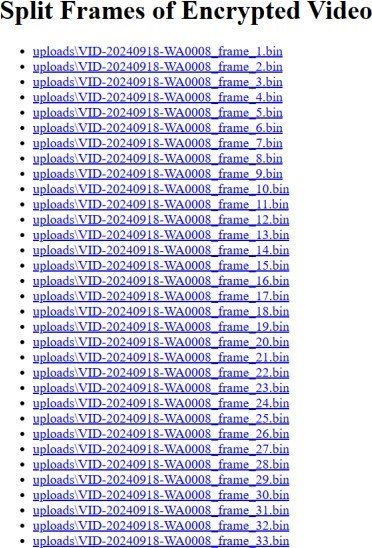 Split Frames of Encrypted Video
uploads\VID-20240918-WA0008_frame_1.bin
uploads\VID-20240918-WA0008_frame_2.bin
uploads\VID-20240918-WA0008_frame_3.bin
uploads\VID-20240918-WA0008_frame_4.bin
uploads\VID-20240918-WA0008_frame_5.bin
uploads\VID-20240918-WA0008_frame_6.bin
uploads\VID-20240918-WA0008_frame_7.bin
uploads\VID-20240918-WA0008_frame_8.bin
uploads\VID-20240918-WA0008_frame_9.bin
uploads\VID-20240918-WA0008_frame_10.bin
uploads\VID-20240918-WA0008_frame_11.bin
uploads\VID-20240918-WA0008_frame_12.bin
uploads\VID-20240918-WA0008_frame_13.bin
uploads\VID-20240918-WA0008_frame_14.bin
uploads\VID-20240918-WA0008_frame_15.bin
uploads\VID-20240918-WA0008_frame_16.bin
uploads\VID-20240918-WA0008_frame_17.bin
uploads\VID-20240918-WA0008_frame_18.bin
uploads\VID-20240918-WA0008_frame_19.bin
uploads\VID-20240918-WA0008_frame_20.bin
uploads\VID-20240918-WA0008_frame_21.bin
uploads\VID-20240918-WA0008_frame_22.bin
uploads\VID-20240918-WA0008_frame_23.bin
uploads\VID-20240918-WA0008_frame_24.bin
uploads\VID-20240918-WA0008_frame_25.bin
uploads\VID-20240918-WA0008_frame_26.bin
uploads\VID-20240918-WA0008_frame_27.bin
uploads\VID-20240918-WA0008_frame_28.bin
uploads\VID-20240918-WA0008_frame_29.bin
uploads\VID-20240918-WA0008_frame_30.bin
uploads\VID-20240918-WA0008_frame_31.bin
uploads\VID-20240918-WA0008_frame_32.bin
uploads\VID-20240918-WA0008_frame_33.bin